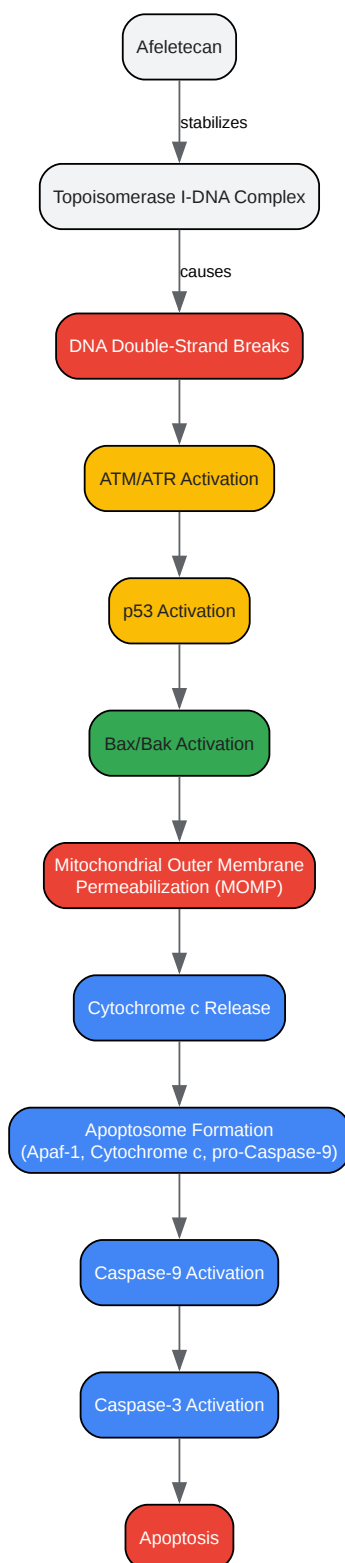 Afeletecan
stabilizes
Topoisomerase I-DNA Complex
causes
DNA Double-Strand Breaks
ATM/ATR Activation
p53 Activation
Bax/Bak Activation
Mitochondrial Outer Membrane
Permeabilization (MOMP)
Cytochrome c Release
Apoptosome Formation
(Apaf-1, Cytochrome c, pro-Caspase-9)
Caspase-9 Activation
Caspase-3 Activation
Apoptosis